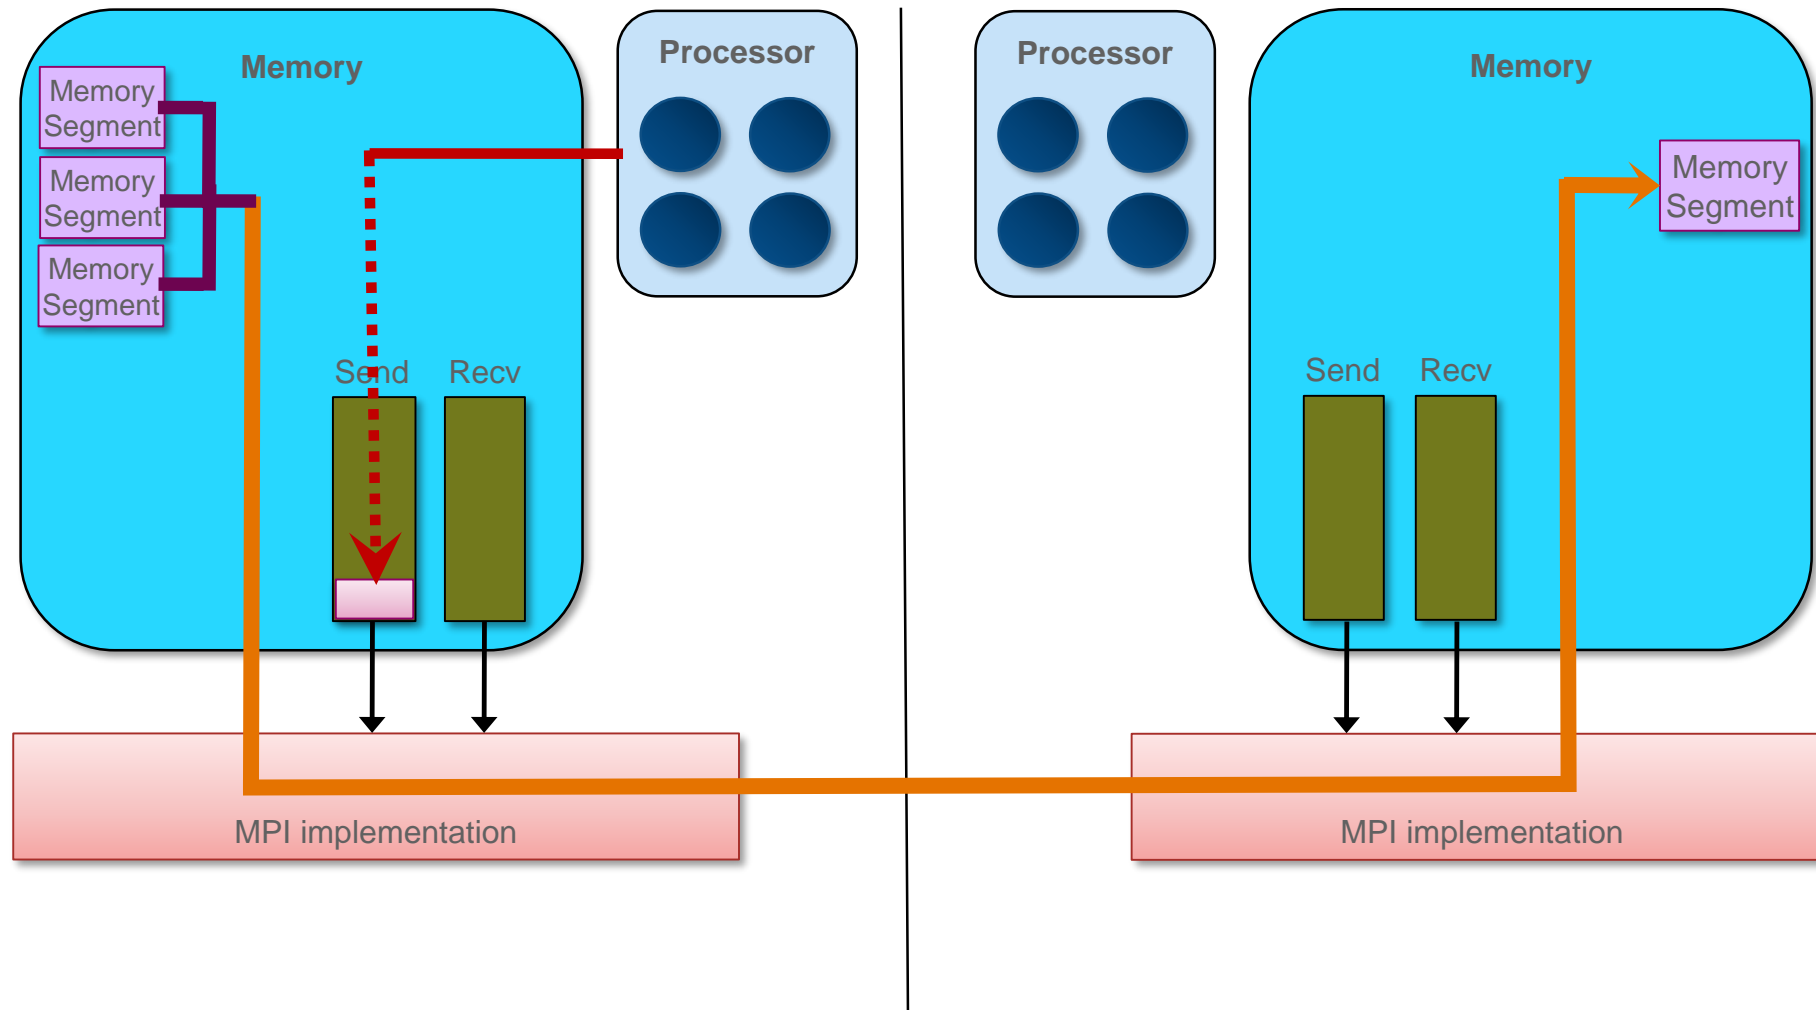 Memory
Processor
Memory
Segment
Memory
Segment
Memory
Segment
Send
Recv
MPI implementation
Processor
Memory
Memory
Segment
Send
Recv
MPI implementation